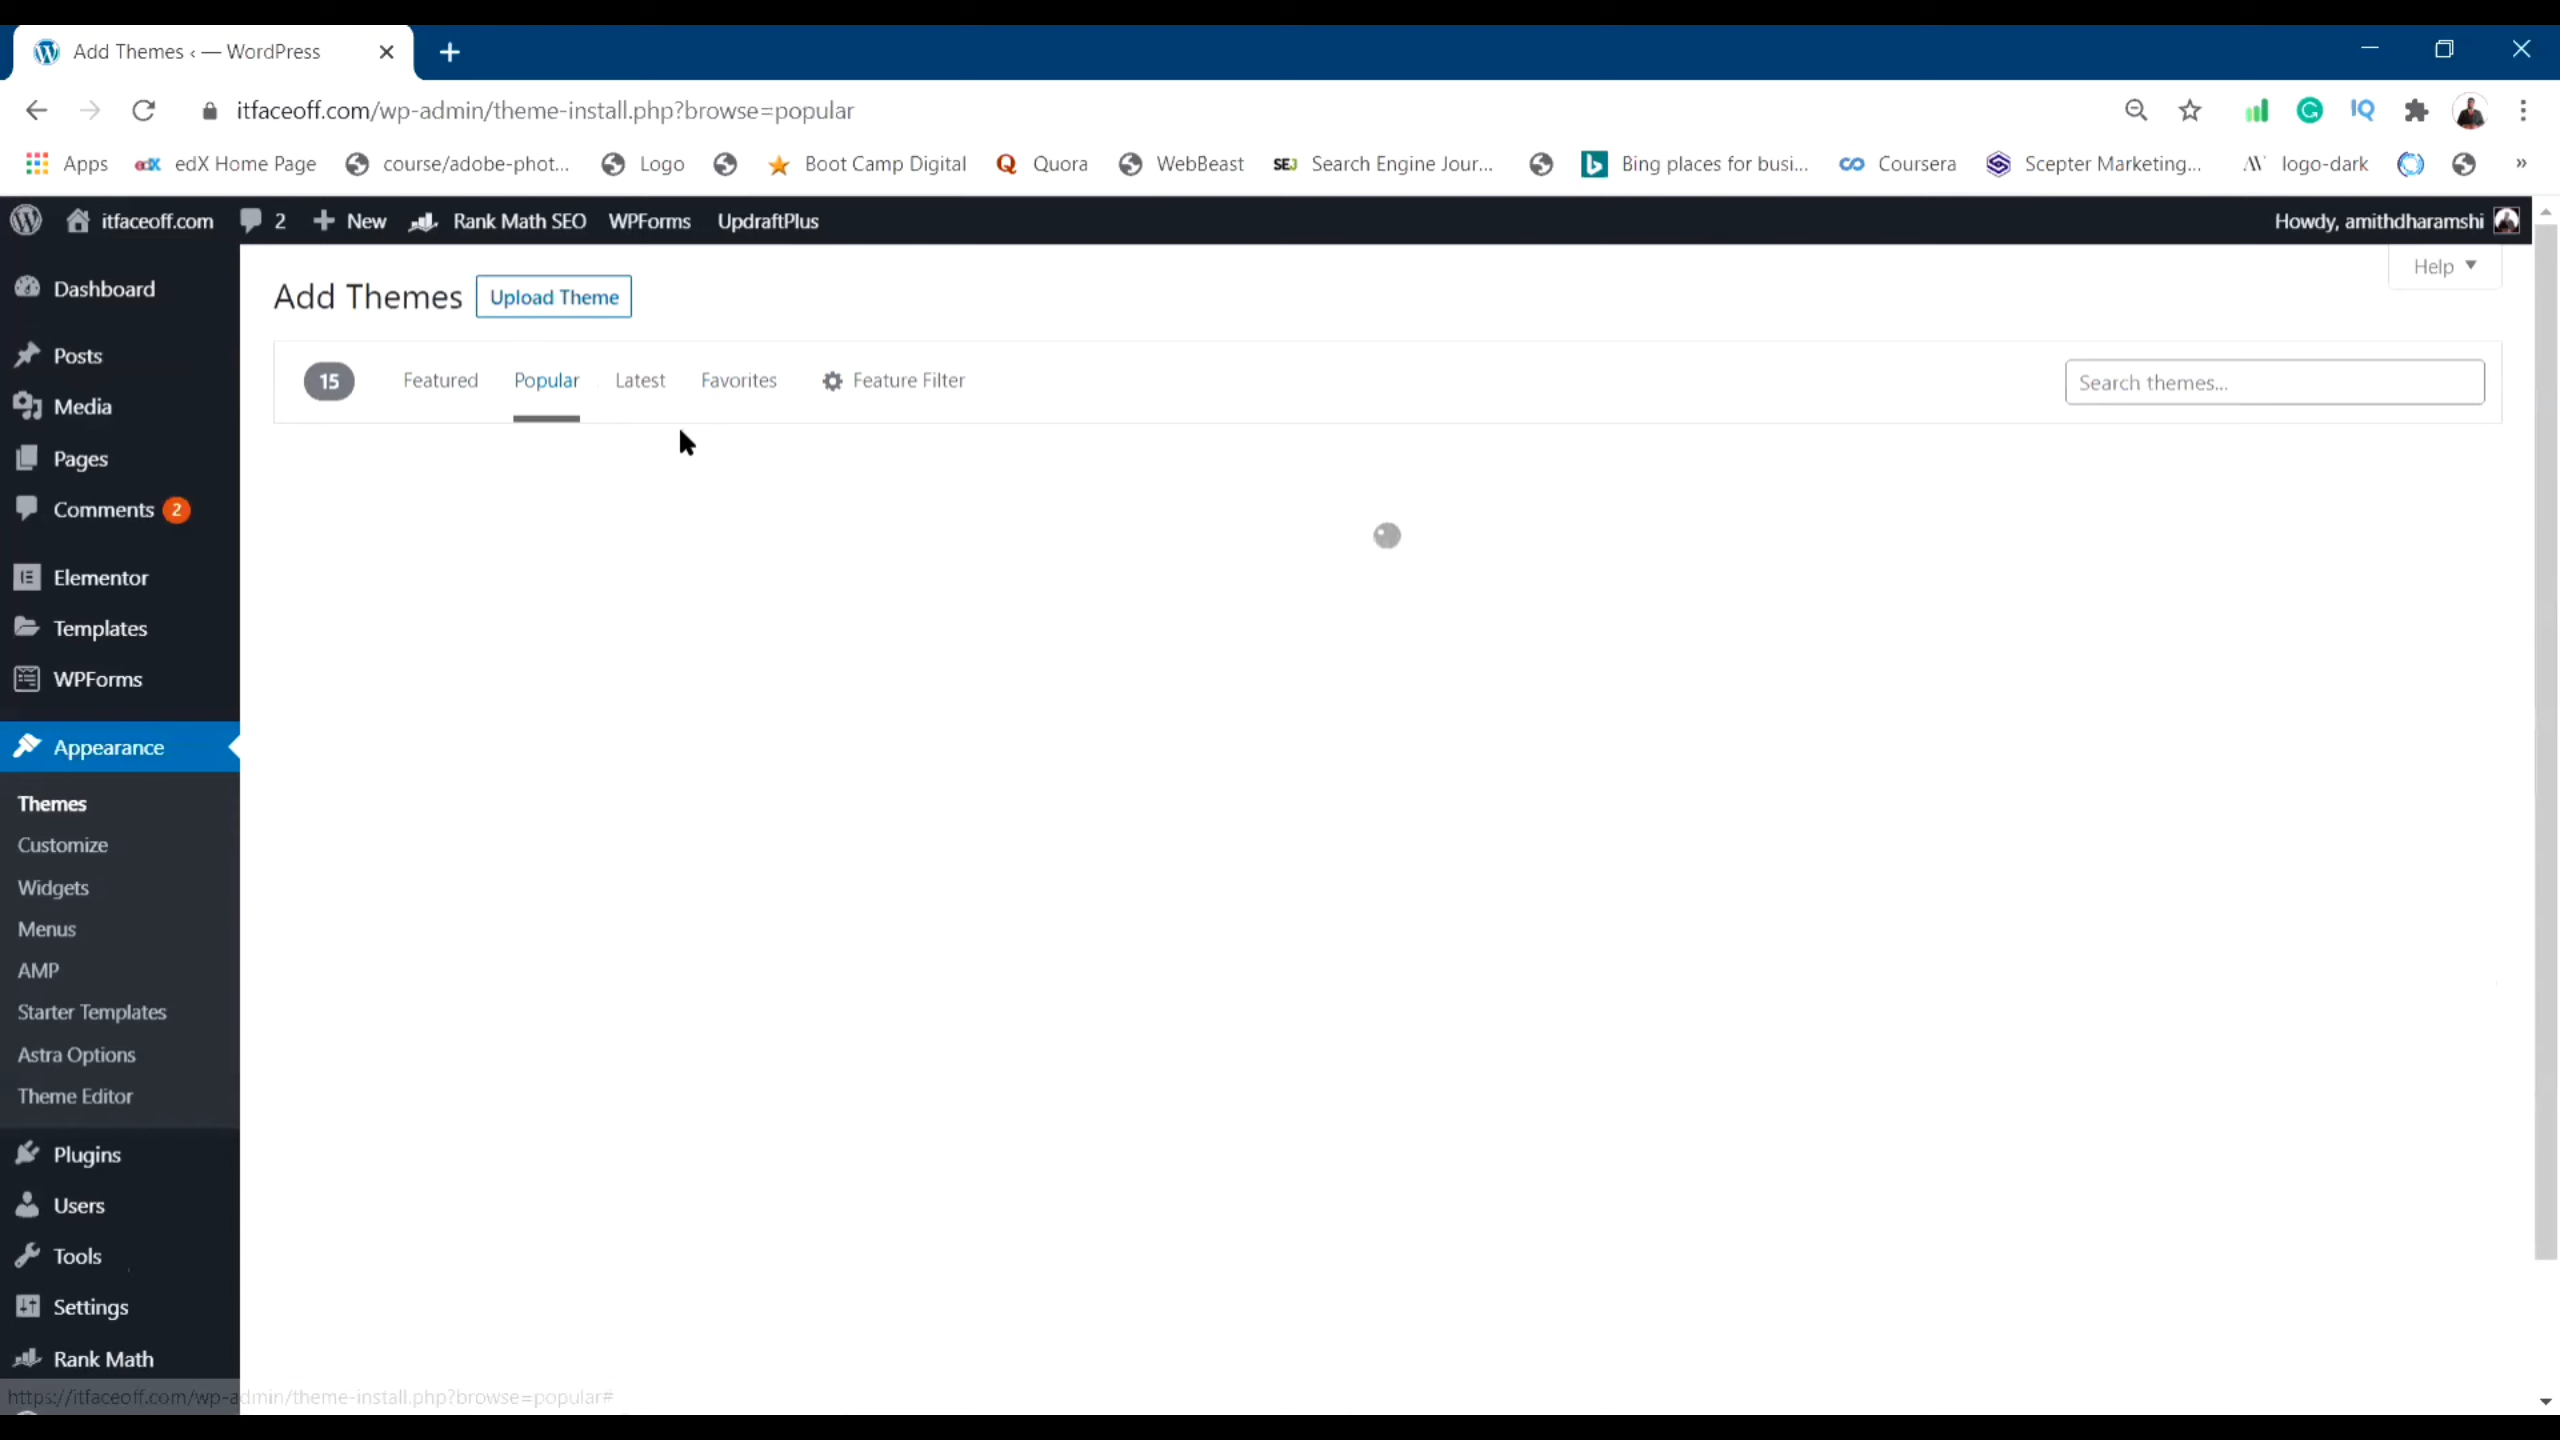 Add Themes ‹ — WordPress
itfaceoff.com/wp-admin/theme-install.php?browse=popular
Apps edX Home Page course/adobe-phot... Logo Boot Camp Digital Quora WebBeast SEJ Search Engine Jour... Bing places for busi... Coursera Scepter Marketing... logo-dark »
itfaceoff.com 2 New Rank Math SEO WPForms UpdraftPlus Howdy, amithdharamshi
Help
Add Themes Upload Theme
15 Featured Popular Latest Favorites Feature Filter Search themes...
Dashboard
Posts
Media
Pages
Comments 2
Elementor
Templates
WPForms
Appearance
Themes
Customize
Widgets
Menus
AMP
Starter Templates
Astra Options
Theme Editor
Plugins
Users
Tools
Settings
Rank Math
https://itfaceoff.com/wp-admin/theme-install.php?browse=popular#